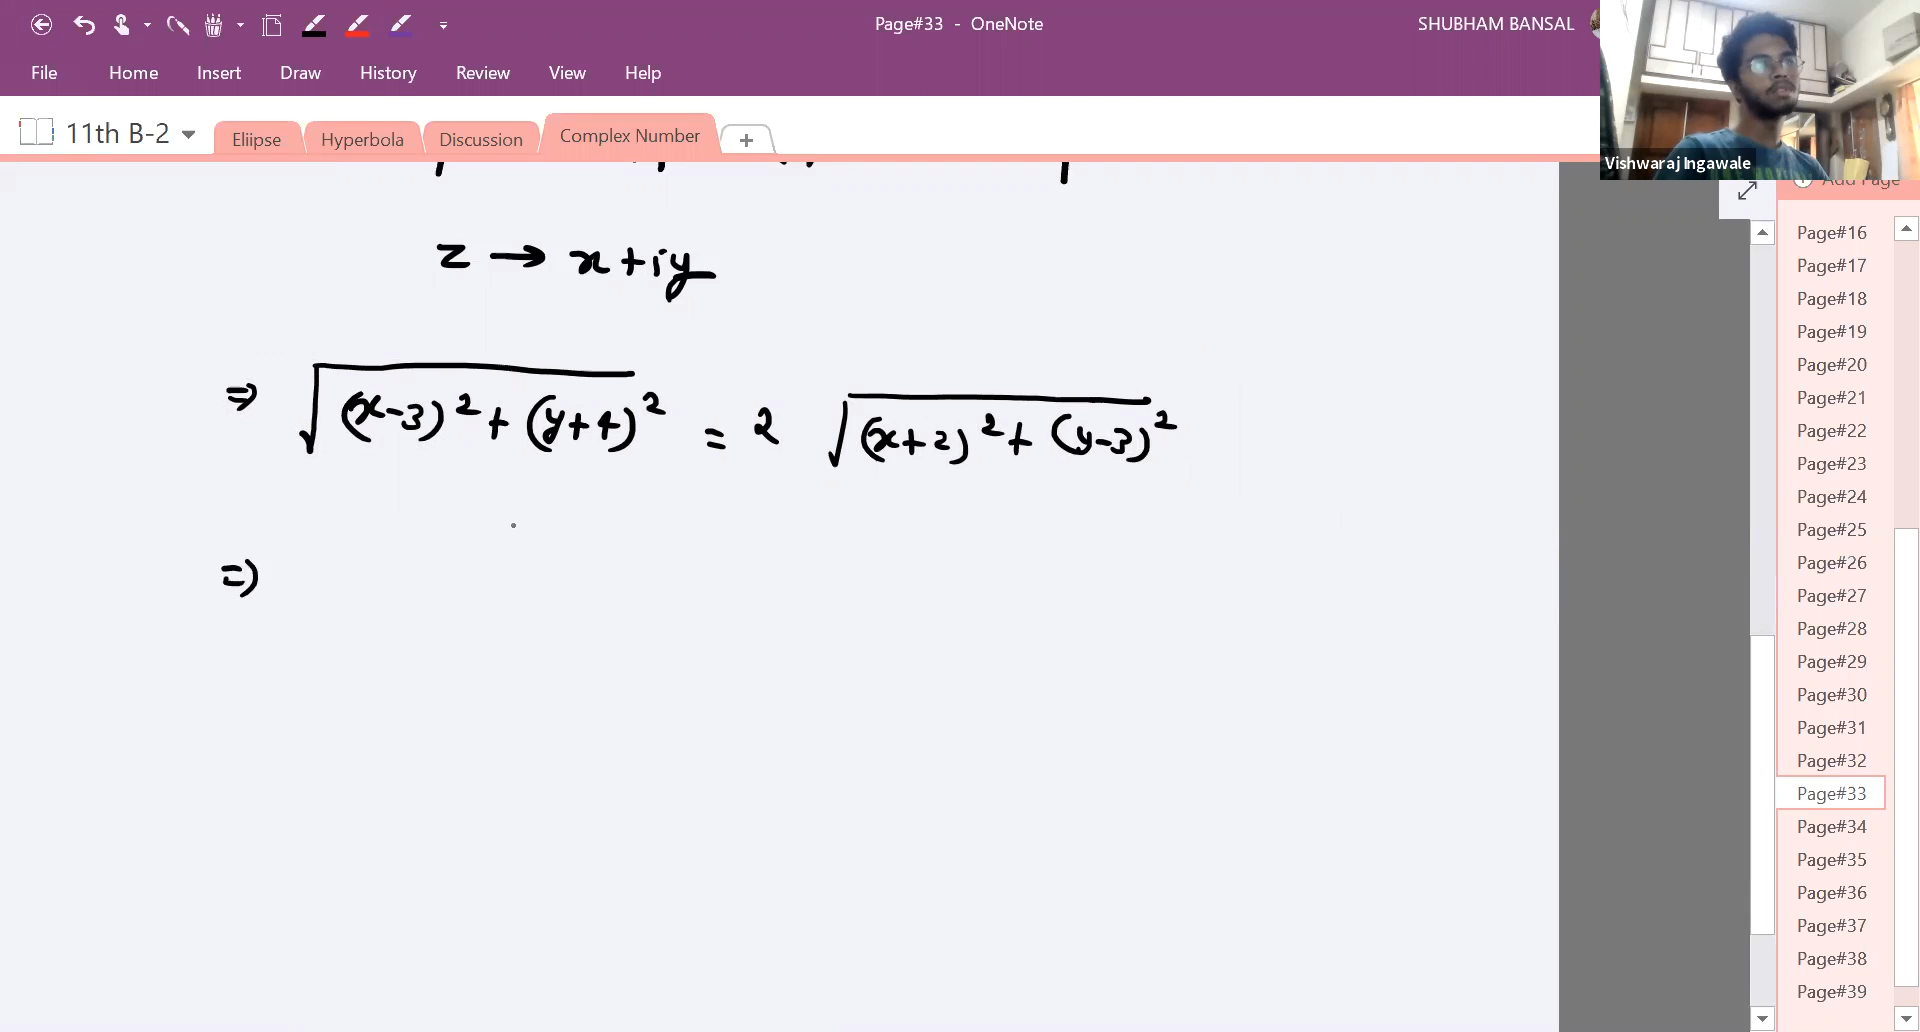 Page#33 - OneNote
SHUBHAM BANSAL
File Home Insert Draw History Review View Help
Vishwaraj Ingawale
11th B-2
Eliipse
Hyperbola
Discussion
Complex Number
+
Add Page
z → x+iy
⇒ √(x-3)² + (y+4)² = 2 √(x+2)² + (y-3)²
⇒
Page#16
Page#17
Page#18
Page#19
Page#20
Page#21
Page#22
Page#23
Page#24
Page#25
Page#26
Page#27
Page#28
Page#29
Page#30
Page#31
Page#32
Page#33
Page#34
Page#35
Page#36
Page#37
Page#38
Page#39